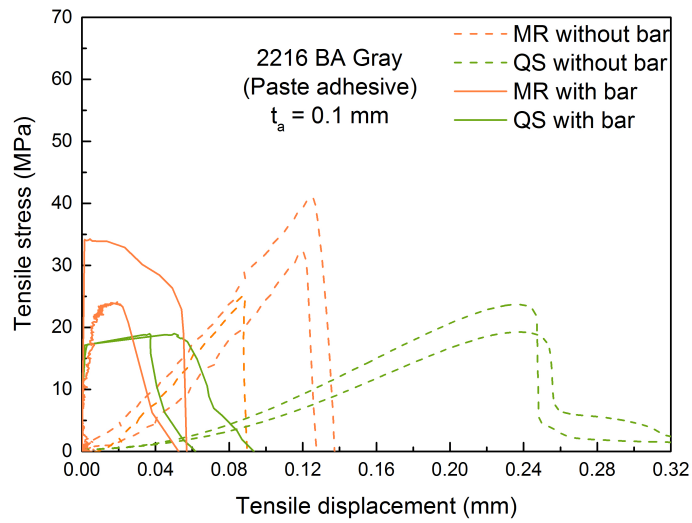 70
60
50
40
30
20
10
0
Tensile stress (MPa)
2216 BA Gray
(Paste adhesive)
tₐ = 0.1 mm
MR without bar
QS without bar
MR with bar
QS with bar
0.00 0.04 0.08 0.12 0.16 0.20 0.24 0.28 0.32
Tensile displacement (mm)